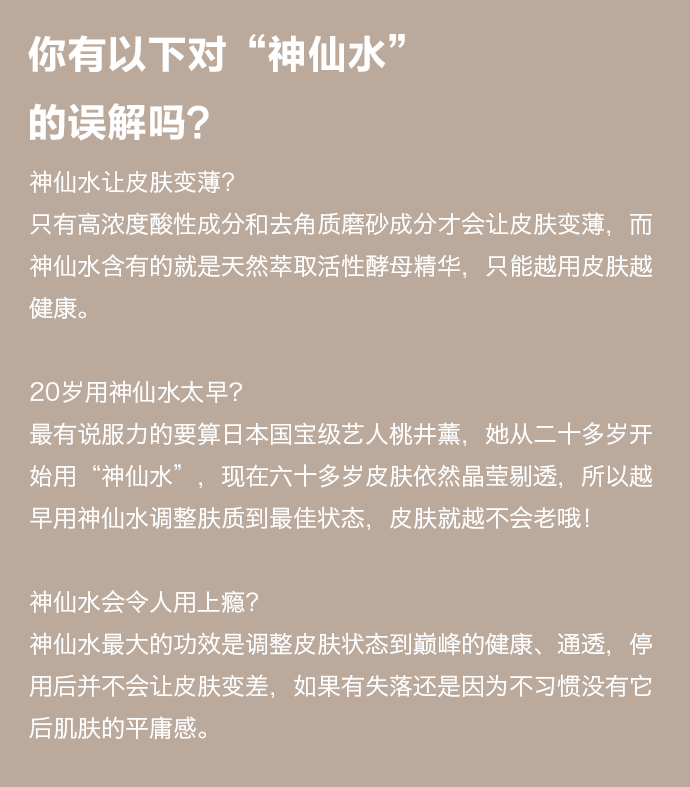 你有以下对“神仙水”
的误解吗?
神仙水让皮肤变薄?
只有高浓度酸性成分和去角质磨砂成分才会让皮肤变薄，而
神仙水含有的就是天然萃取活性酵母精华，只能越用皮肤越
健康。
20岁用神仙水太早?
最有说服力的要算日本国宝级艺人桃井薰，她从二十多岁开
始用“神仙水”，现在六十多岁皮肤依然晶莹剔透，所以越
早用神仙水调整肤质到最佳状态，皮肤就越不会老哦!
神仙水会令人用上瘾?
神仙水最大的功效是调整皮肤状态到巅峰的健康、通透，停
用后并不会让皮肤变差，如果有失落还是因为不习惯没有它
后肌肤的平庸感。